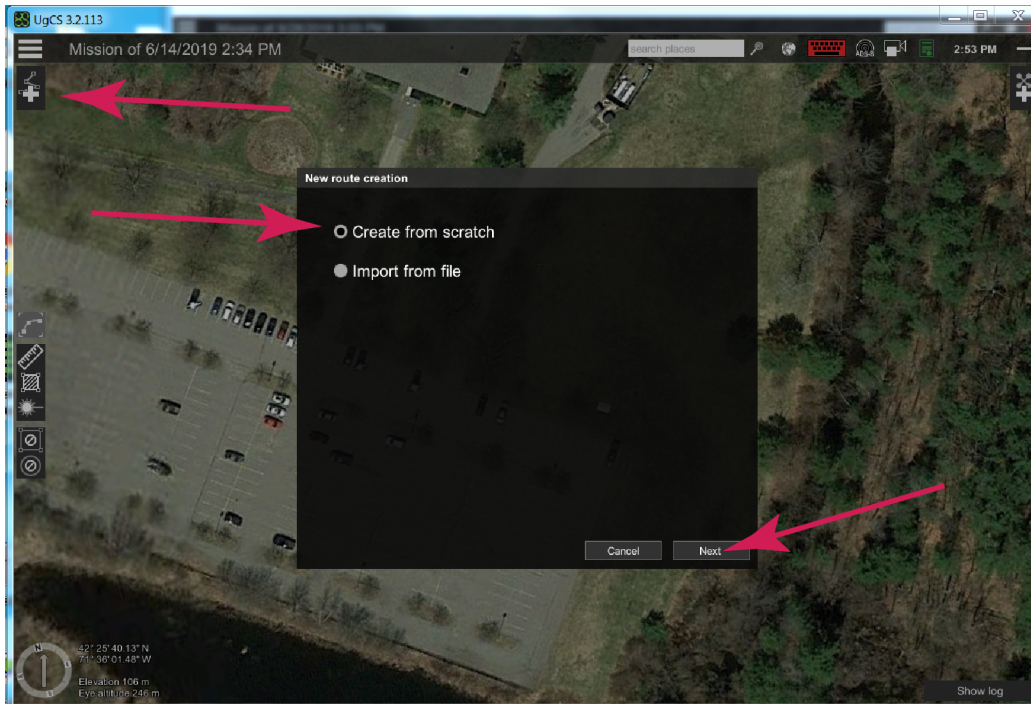 UgCS 3.2.113
Mission of 6/14/2019 2:34 PM
search places
ADS-B
2:53 PM
New route creation
Create from scratch
Import from file
Cancel
Next
N
42° 25' 40.13" N
71° 36' 01.48" W
Elevation 106 m
Eye altitude 246 m
Show log